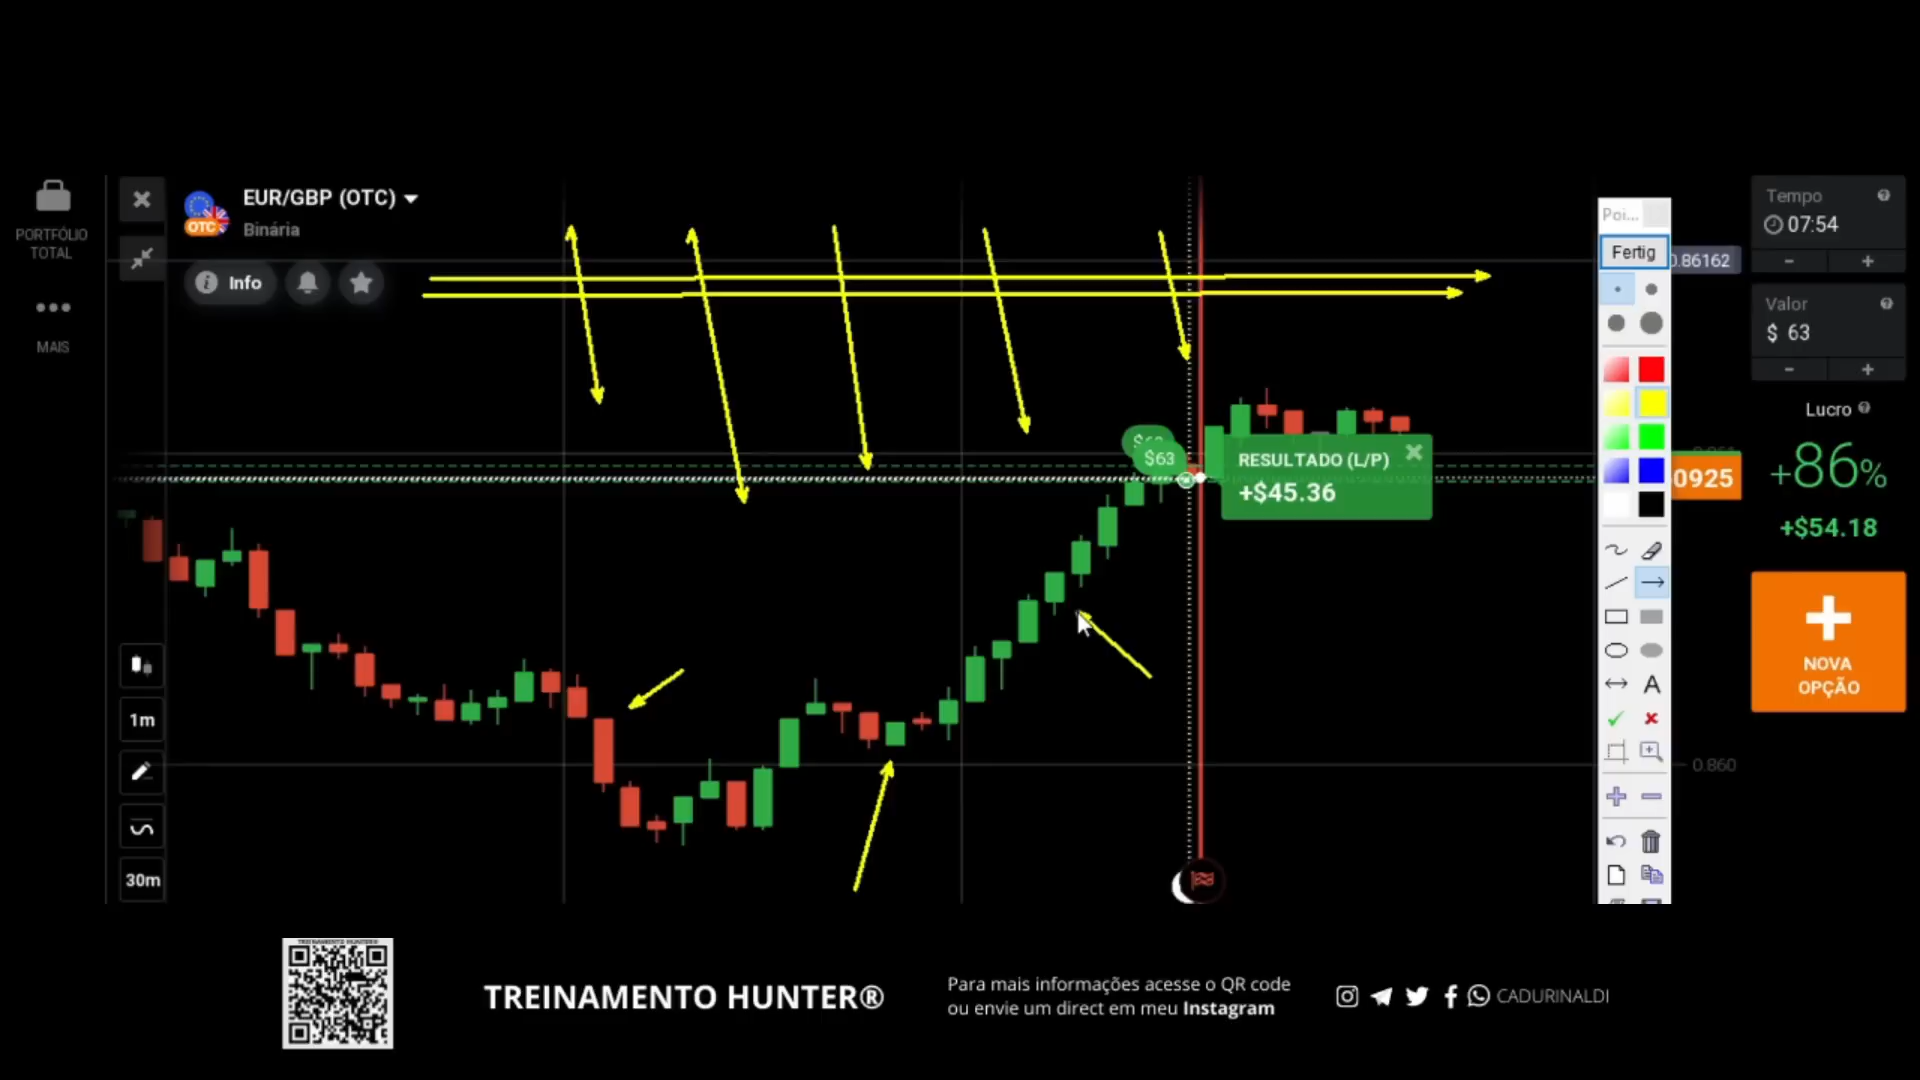 PORTFÓLIO
TOTAL
MAIS
EUR/GBP (OTC)
OTC
Binária
Info
1m
30m
$63
RESULTADO (L/P)
+$45.36
Poi...
Fertig
A
0.86162
0925
0.860
Tempo
07:54
- +
Valor
$ 63
- +
Lucro
+86%
+$54.18
NOVA
OPÇÃO
TREINAMENTO HUNTER®
Para mais informações acesse o QR code
ou envie um direct em meu Instagram
CADURINALDI